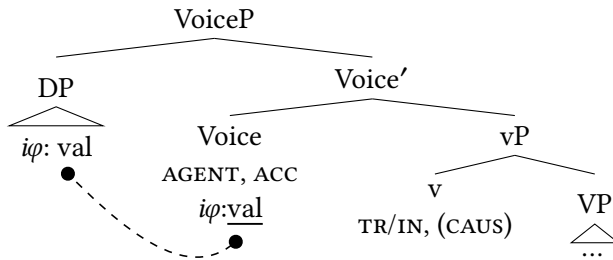 VoiceP
DP
Voice′
iφ: val
Voice
vP
AGENT, ACC
iφ:val
v
VP
TR/IN, (CAUS)
...